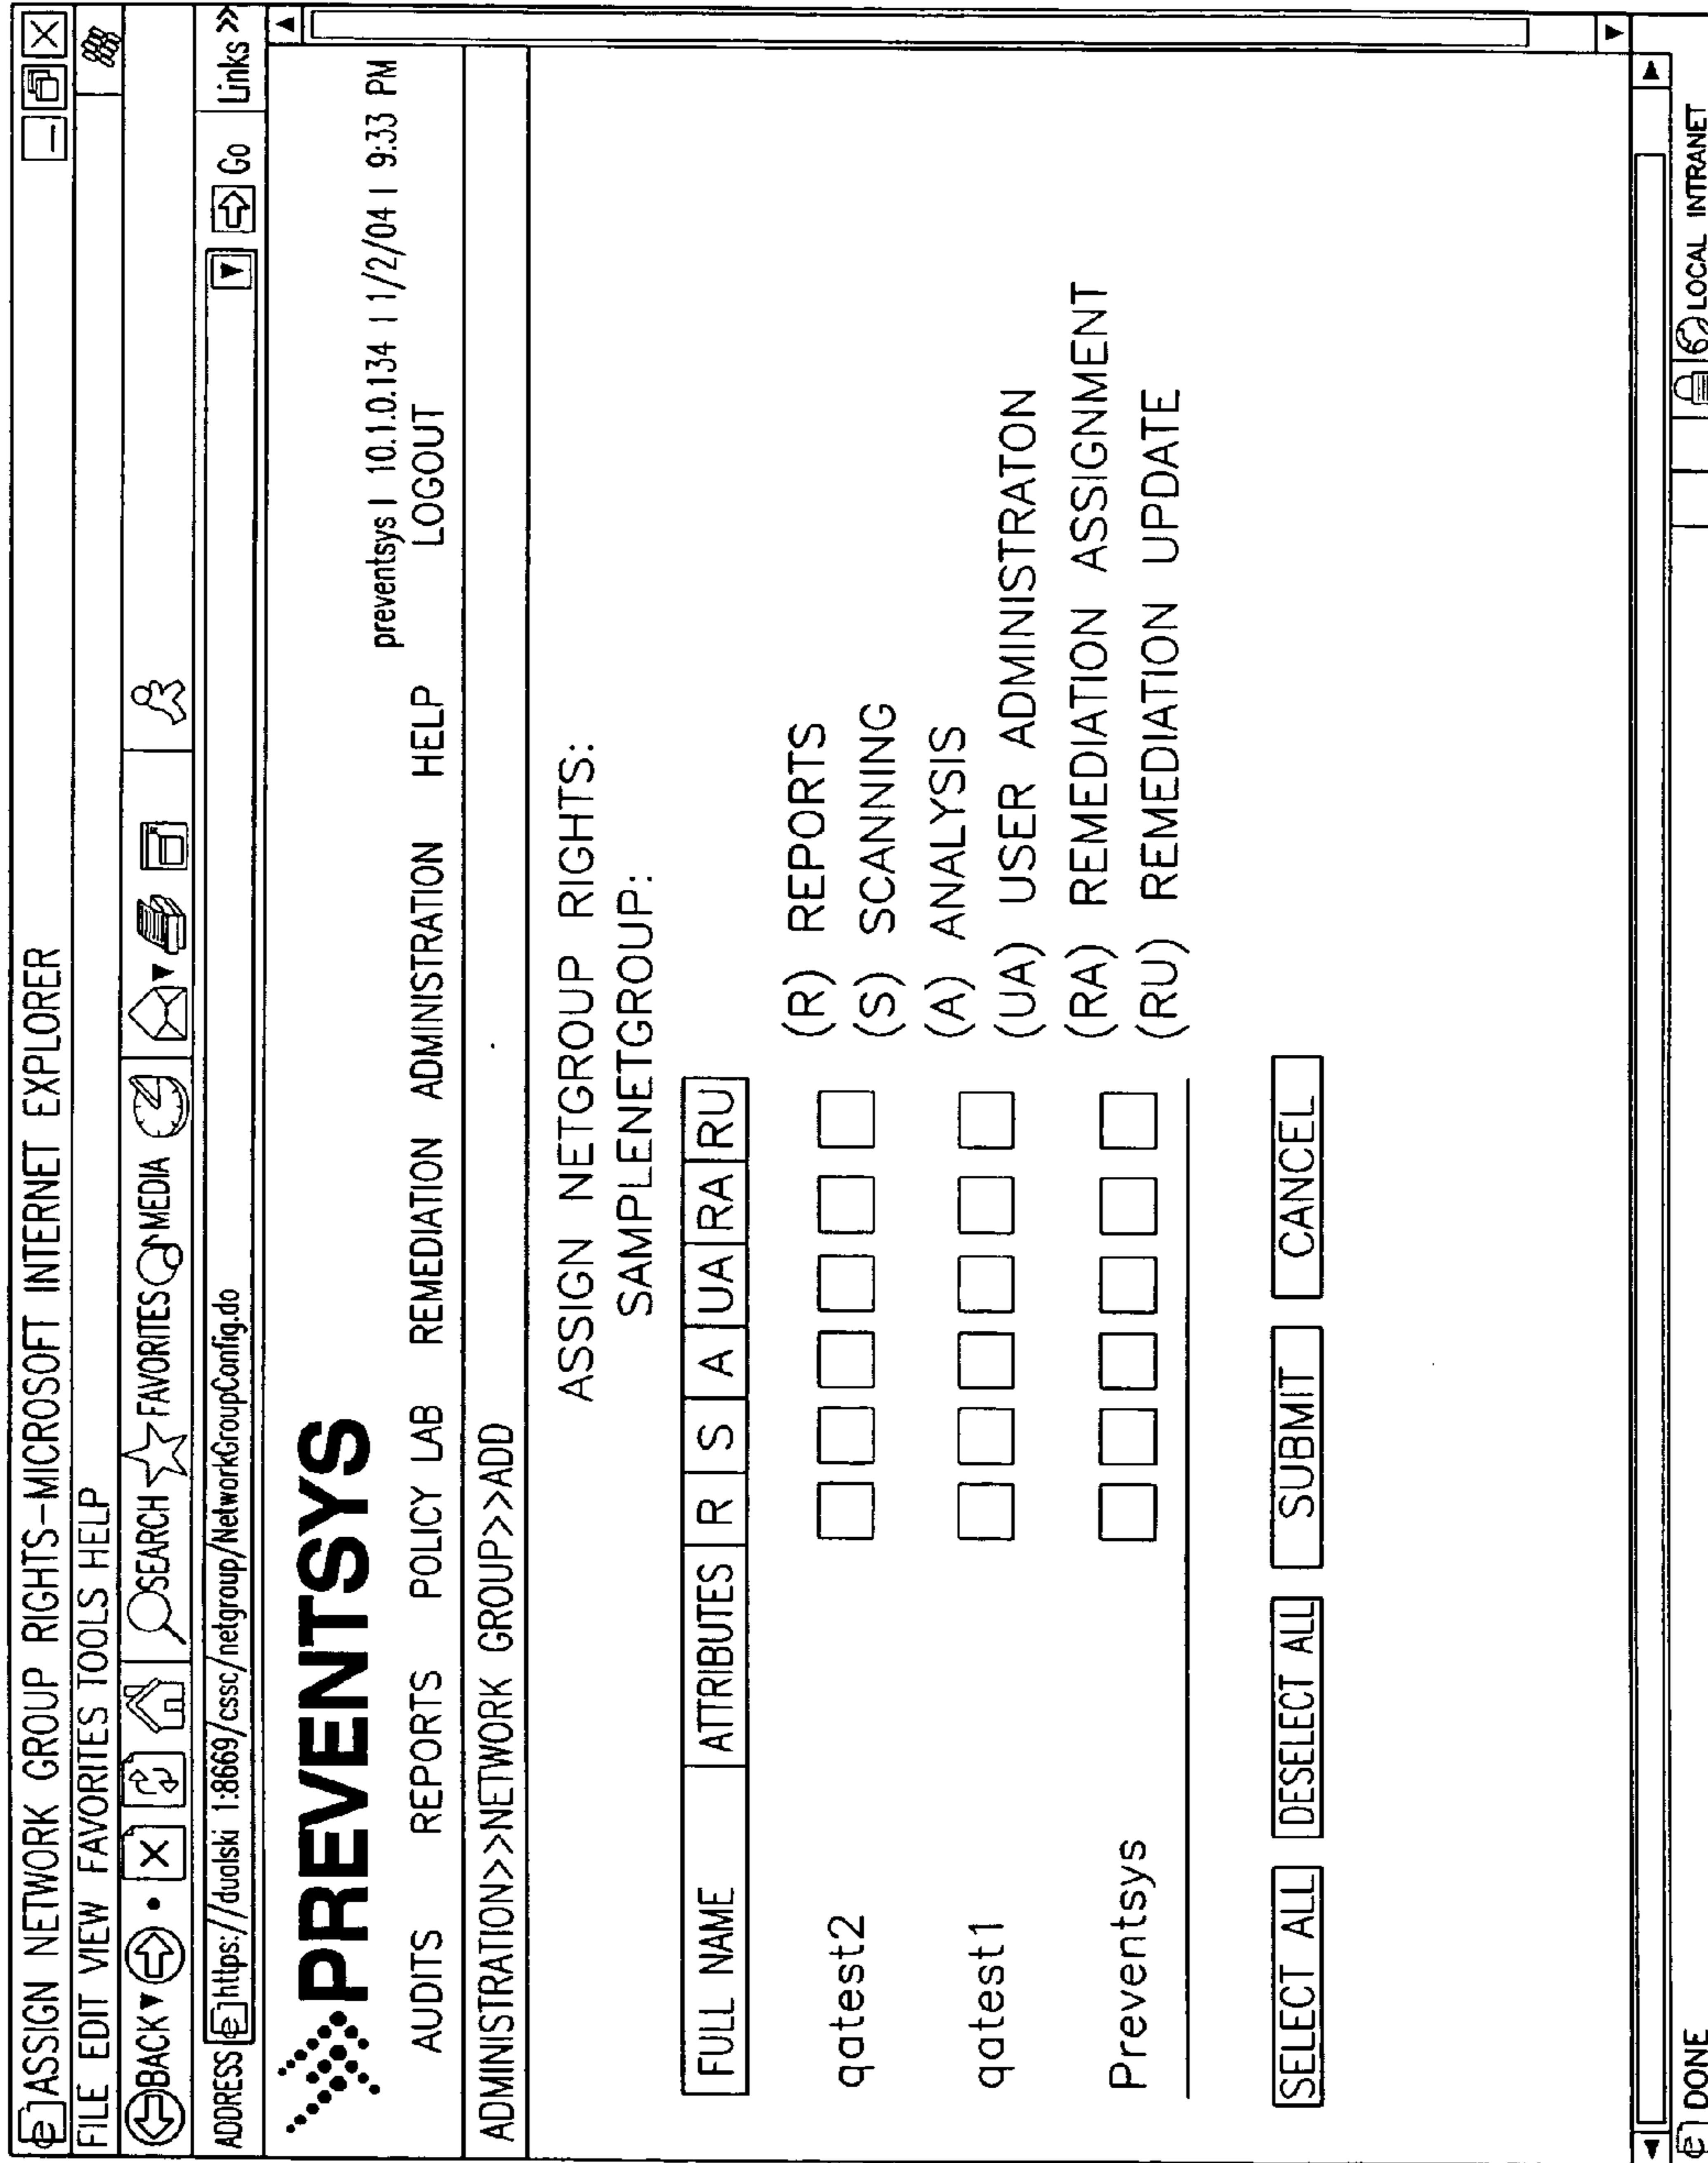 ASSIGN NETWORK GROUP RIGHTS-MICROSOFT INTERNET EXPLORER
FILE EDIT VIEW FAVORITES TOOLS HELP
BACK SEARCH FAVORITES MEDIA
ADDRESS https://dualski 1:8669/cssc/netgroup/NetworkGroupConfig.do Go Links >>
PREVENTSYS
preventsys | 10.1.0.134 | 1/2/04 | 9:33 PM
AUDITS REPORTS POLICY LAB REMEDIATION ADMINISTRATION HELP LOGOUT
ADMINISTRATION>>NETWORK GROUP>>ADD
ASSIGN NETGROUP RIGHTS:
SAMPLENETGROUP:
FULL NAME ATTRIBUTES R S A UA RA RU
qatest2
qatest1
Preventsys
(R) REPORTS
(S) SCANNING
(A) ANALYSIS
(UA) USER ADMINISTRATON
(RA) REMEDIATION ASSIGNMENT
(RU) REMEDIATION UPDATE
SELECT ALL DESELECT ALL SUBMIT CANCEL
DONE LOCAL INTRANET